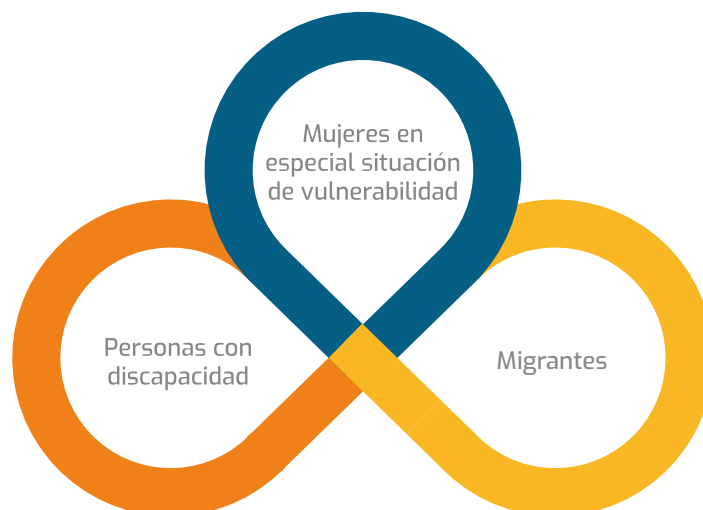 Mujeres en
especial situación
de vulnerabilidad
Personas con
discapacidad
Migrantes